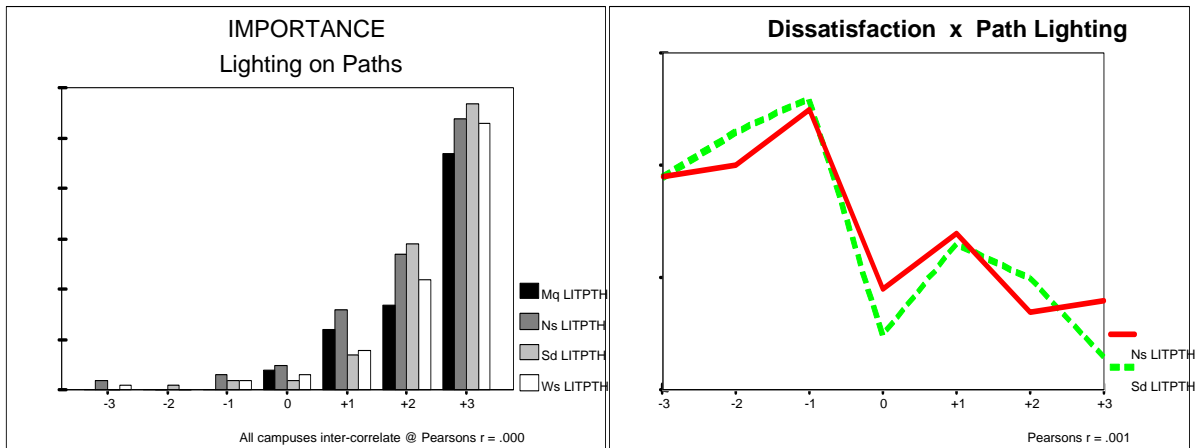 IMPORTANCE
Lighting on Paths
Mq LITPTH
Ns LITPTH
Sd LITPTH
Ws LITPTH
-3 -2 -1 0 +1 +2 +3
All campuses inter-correlate @ Pearsons r = .000
Dissatisfaction x Path Lighting
Ns LITPTH
Sd LITPTH
-3 -2 -1 0 +1 +2 +3
Pearsons r = .001